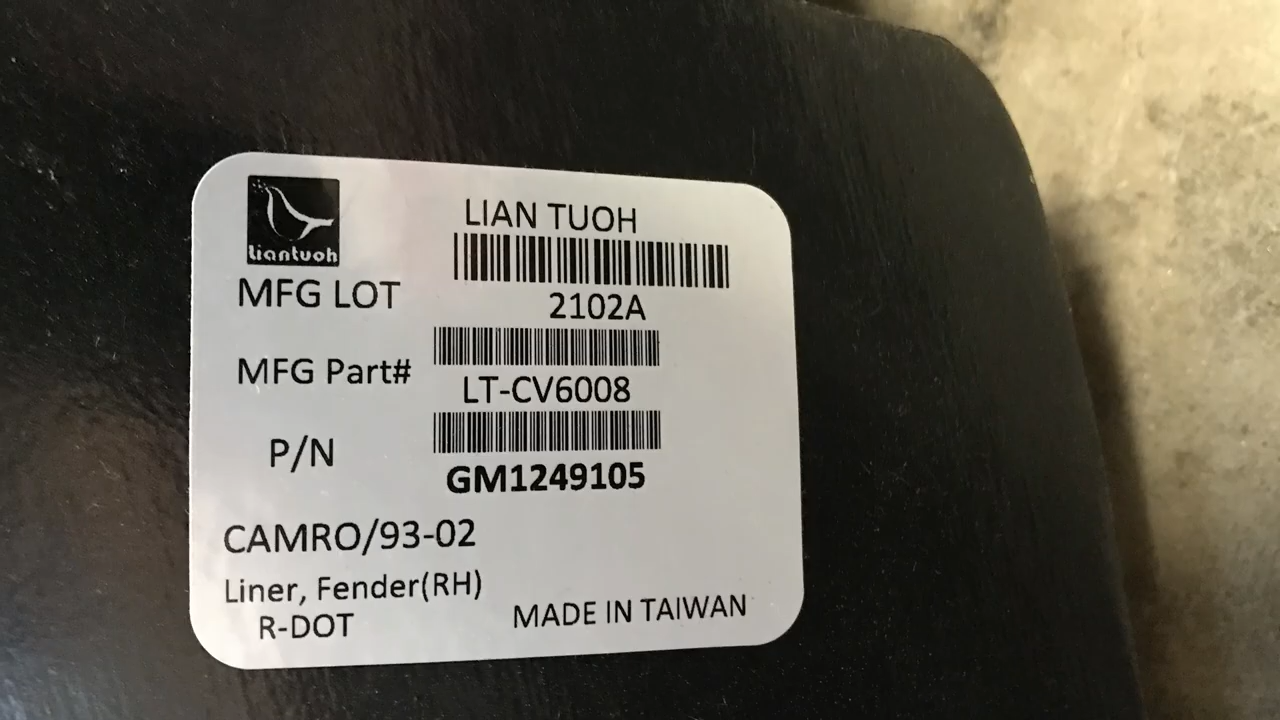 liantuoh
LIAN TUOH
MFG LOT
2102A
MFG Part#
LT-CV6008
P/N
GM1249105
CAMRO/93-02
Liner, Fender(RH)
R-DOT
MADE IN TAIWAN